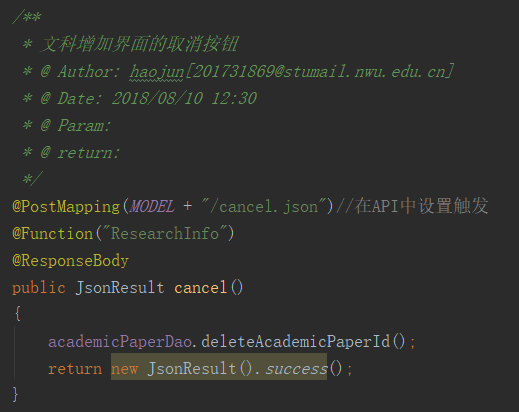 /**
* 文科增加界面的取消按钮
* @ Author: haojun[201731869@stumail.nwu.edu.cn]
* @ Date: 2018/08/10 12:30
* @ Param:
* @ return:
*/
@PostMapping(MODEL + "/cancel.json")//在API中设置触发
@Function("ResearchInfo")
@ResponseBody
public JsonResult cancel()
{
academicPaperDao.deleteAcademicPaperId();
return new JsonResult().success();
}